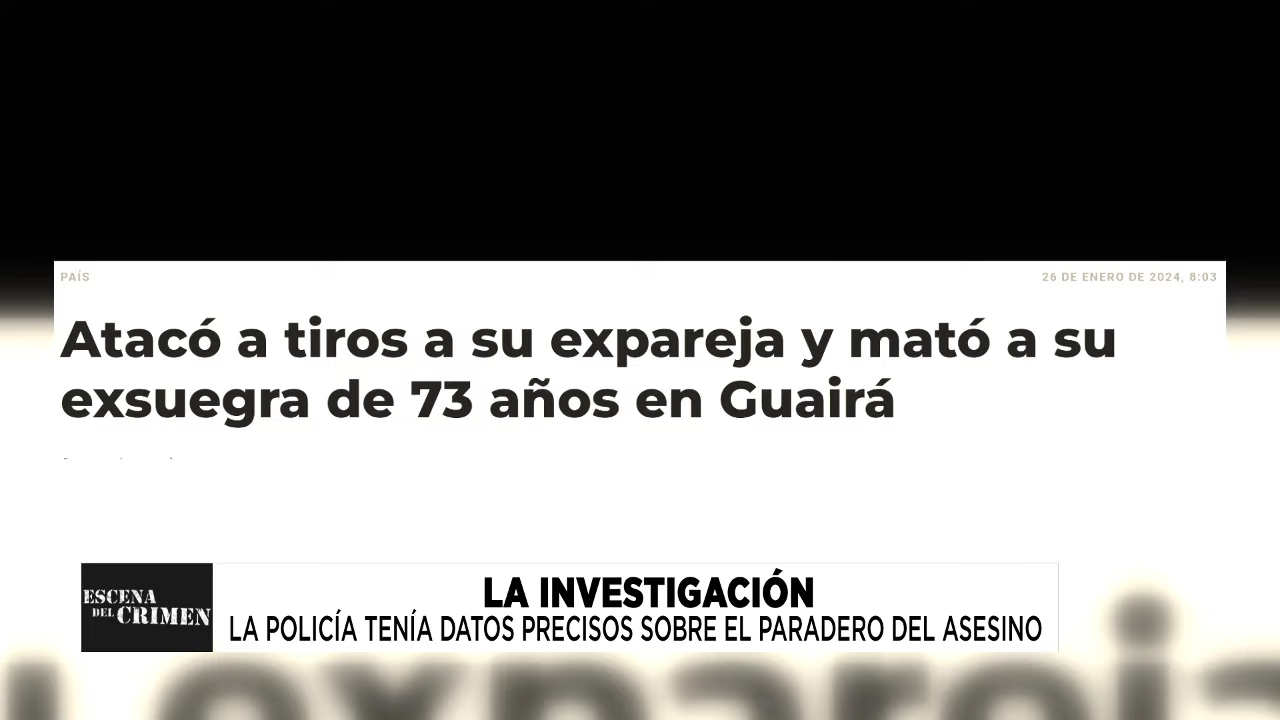 PAÍS
26 DE ENERO DE 2024, 8:03
Atacó a tiros a su expareja y mató a su
exsuegra de 73 años en Guairá
ESCENA
DEL CRIMEN
LA INVESTIGACIÓN
LA POLICÍA TENÍA DATOS PRECISOS SOBRE EL PARADERO DEL ASESINO
expareja